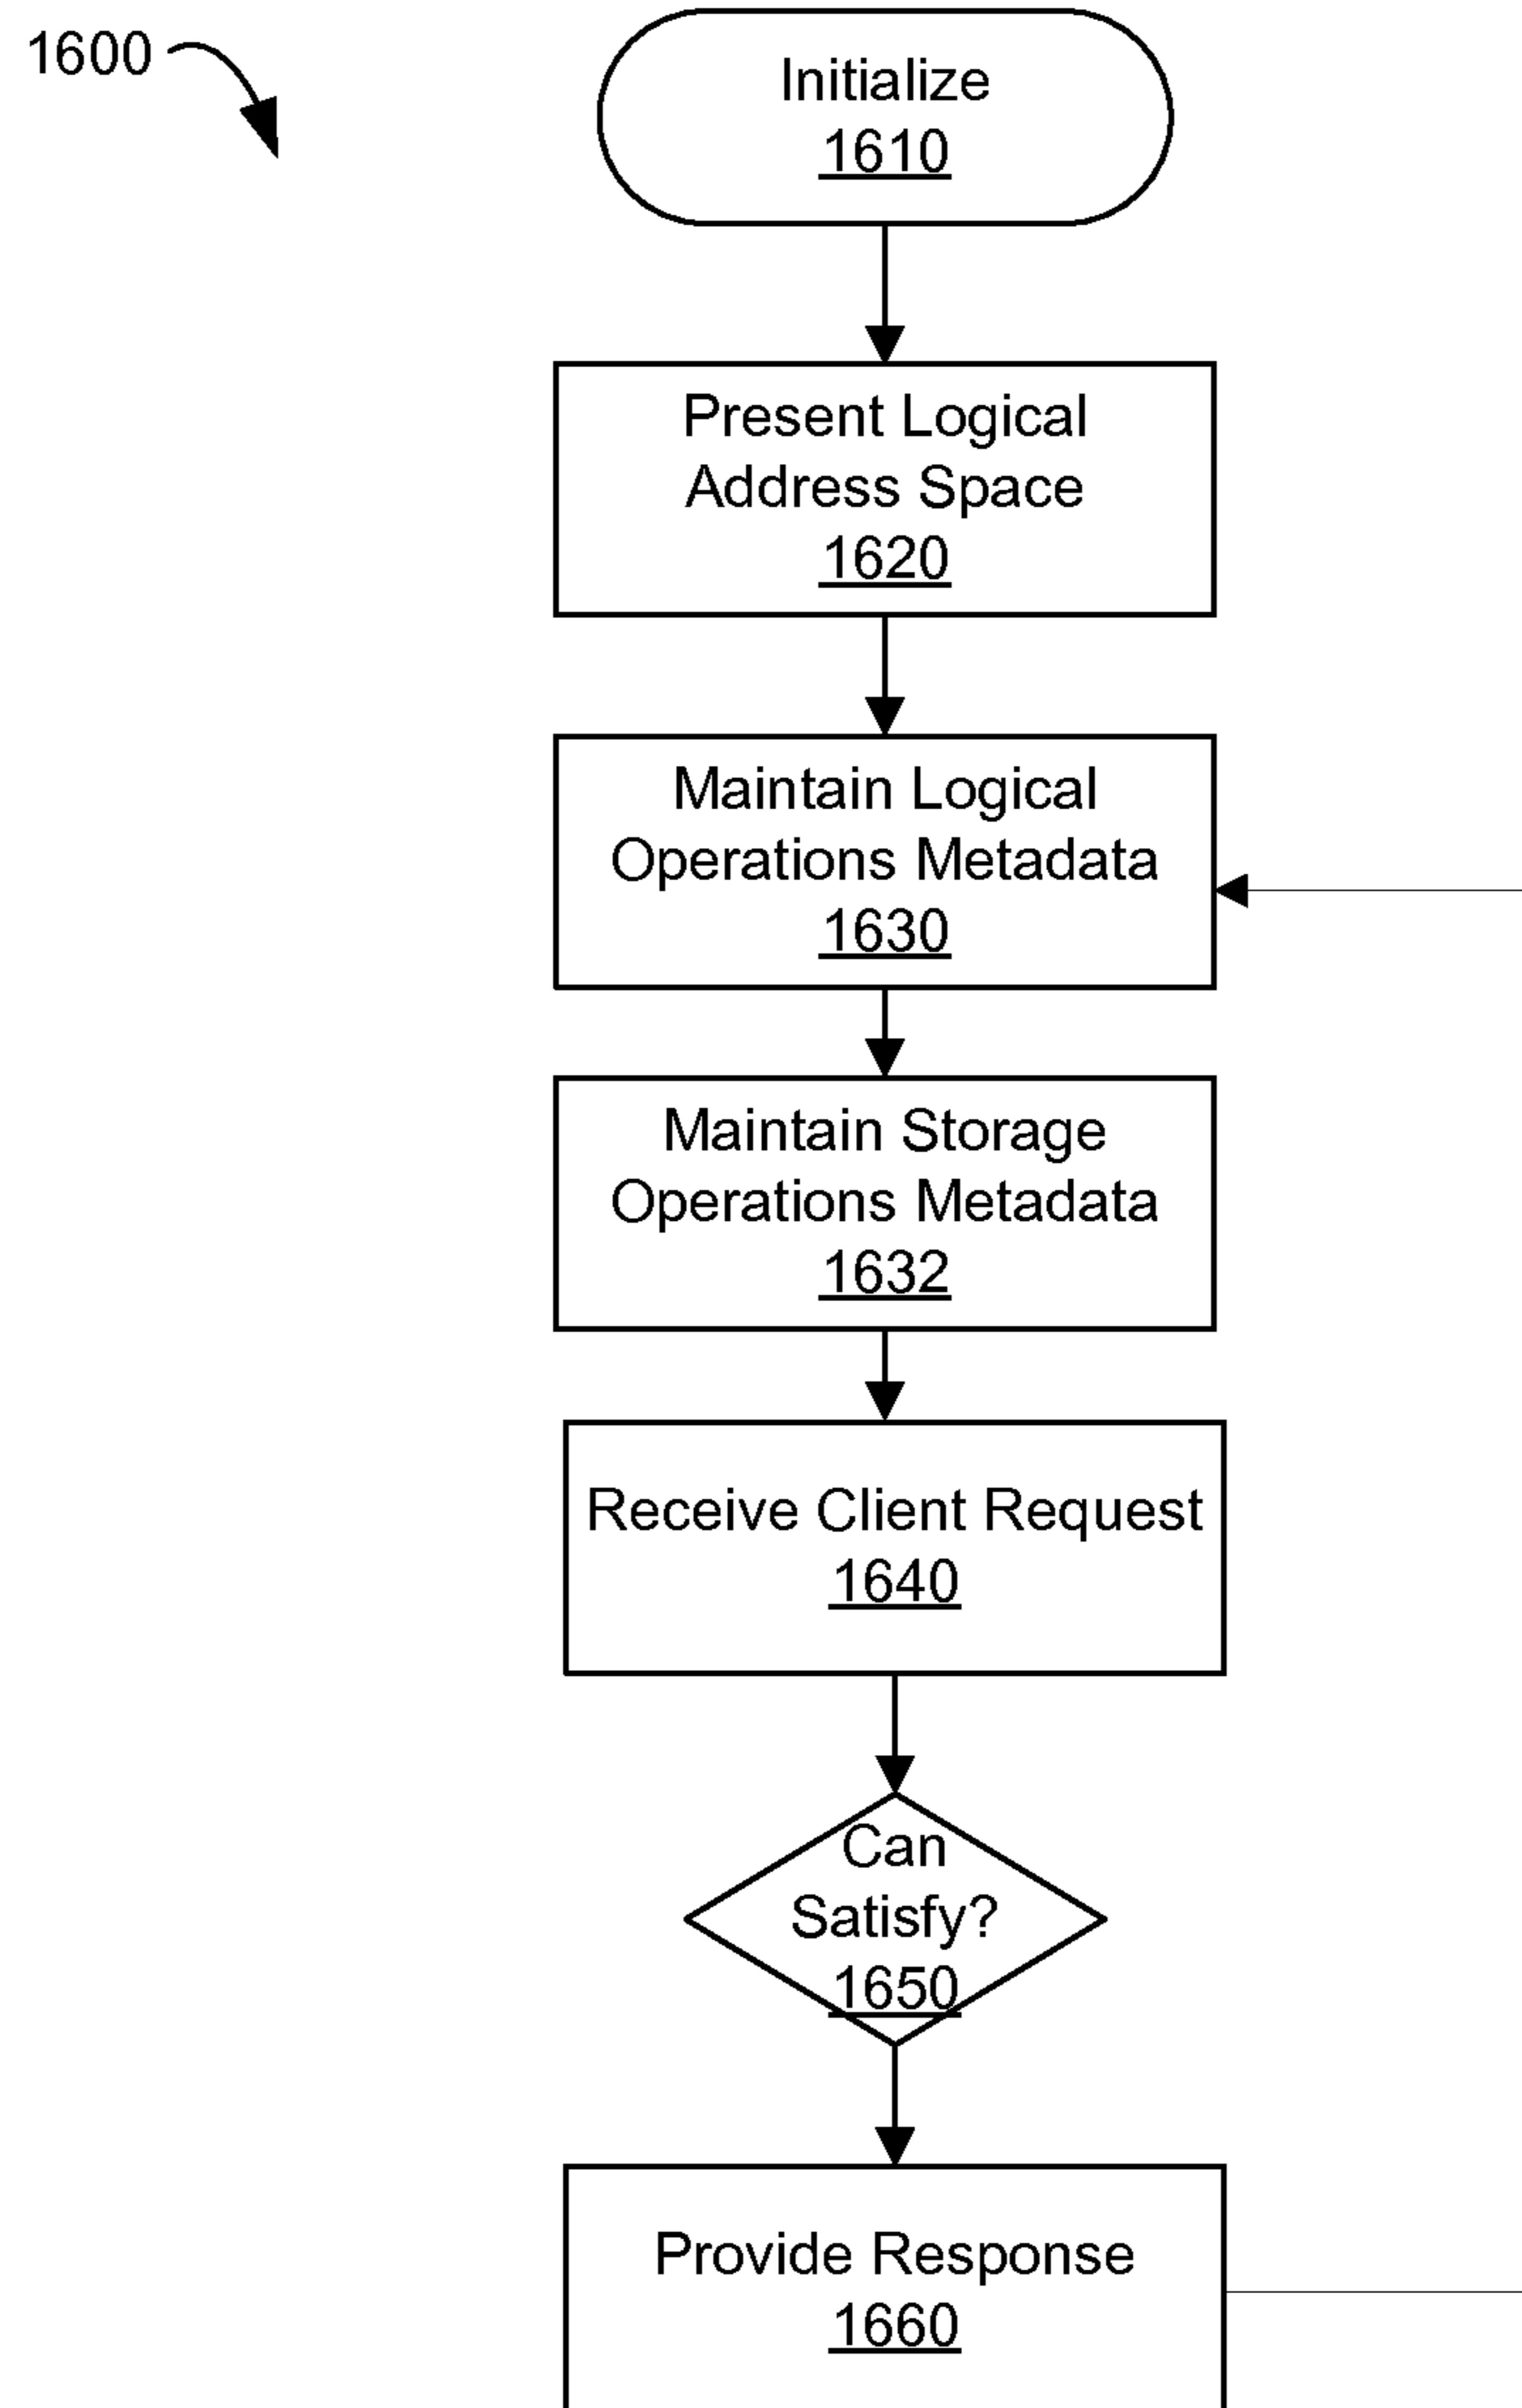 1600
Initialize
1610
Present Logical
Address Space
1620
Maintain Logical
Operations Metadata
1630
Maintain Storage
Operations Metadata
1632
Receive Client Request
1640
Can
Satisfy?
1650
Provide Response
1660